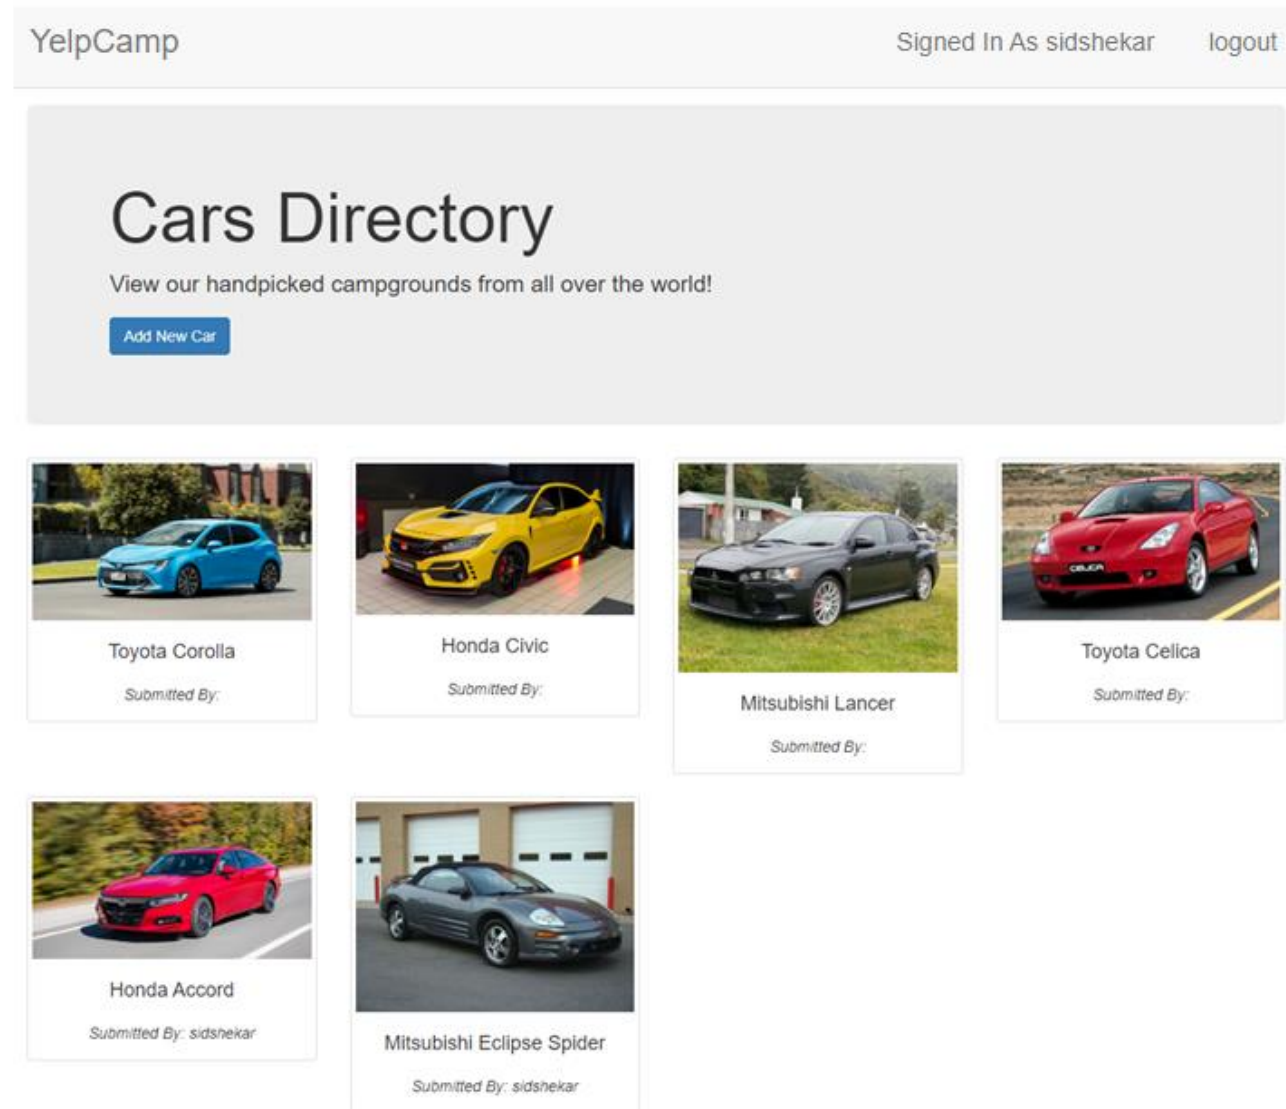 YelpCamp
Signed In As sidshekar
logout
Cars Directory
View our handpicked campgrounds from all over the world!
Add New Car
CELICA
Toyota Corolla
Submitted By:
Honda Civic
Submitted By:
Mitsubishi Lancer
Submitted By:
Toyota Celica
Submitted By:
Honda Accord
Submitted By: sidshekar
Mitsubishi Eclipse Spider
Submitted By: sidshekar